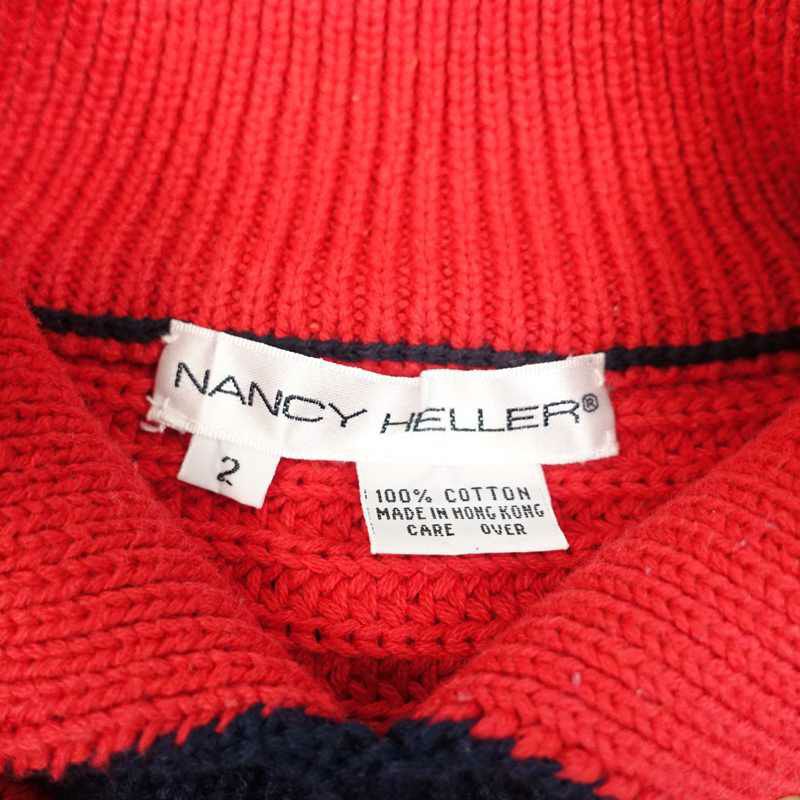 NANCY HELLER®
2
100% COTTON
MADE IN HONG KONG
CARE OVER